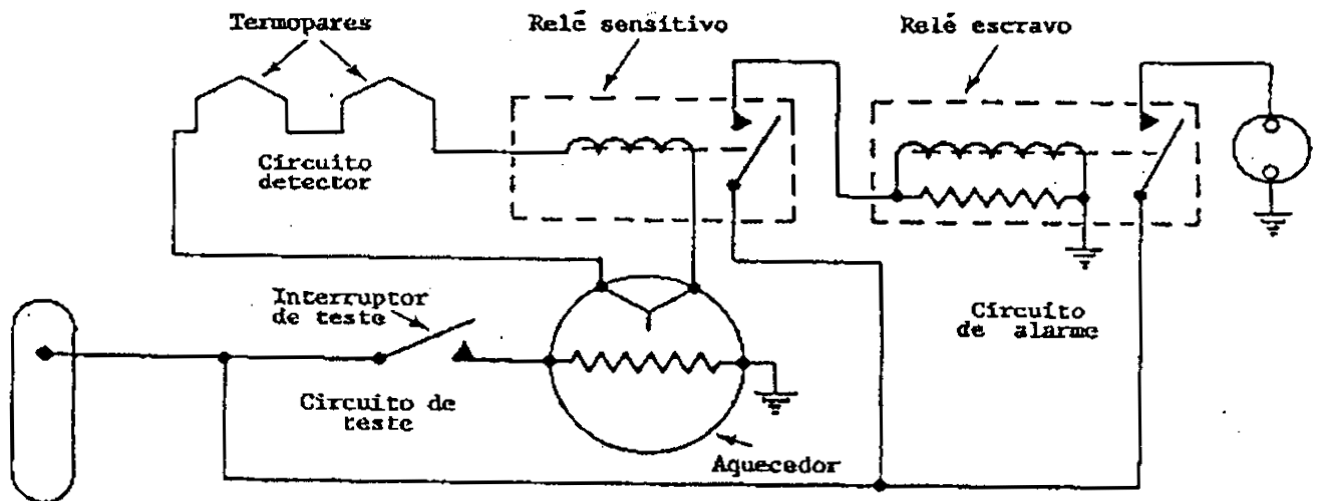 Termopares
Relé sensitivo
Relé escravo
Circuito
detector
Interruptor
de teste
Circuito
de alarme
Circuito de
teste
Aquecedor